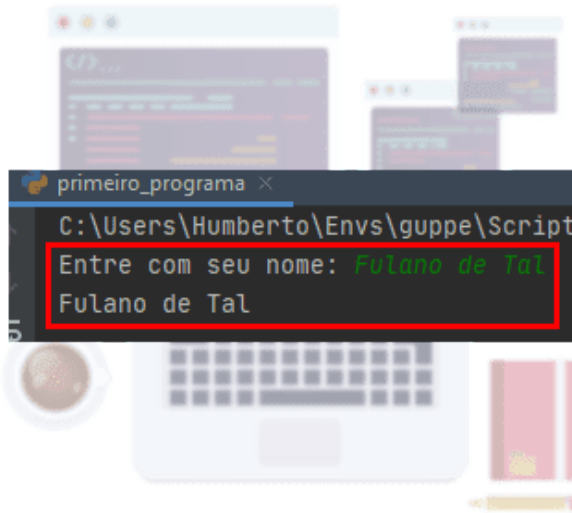 </>...
primeiro_programa ×
C:\Users\Humberto\Envs\guppe\Script
Entre com seu nome: Fulano de Tal
Fulano de Tal